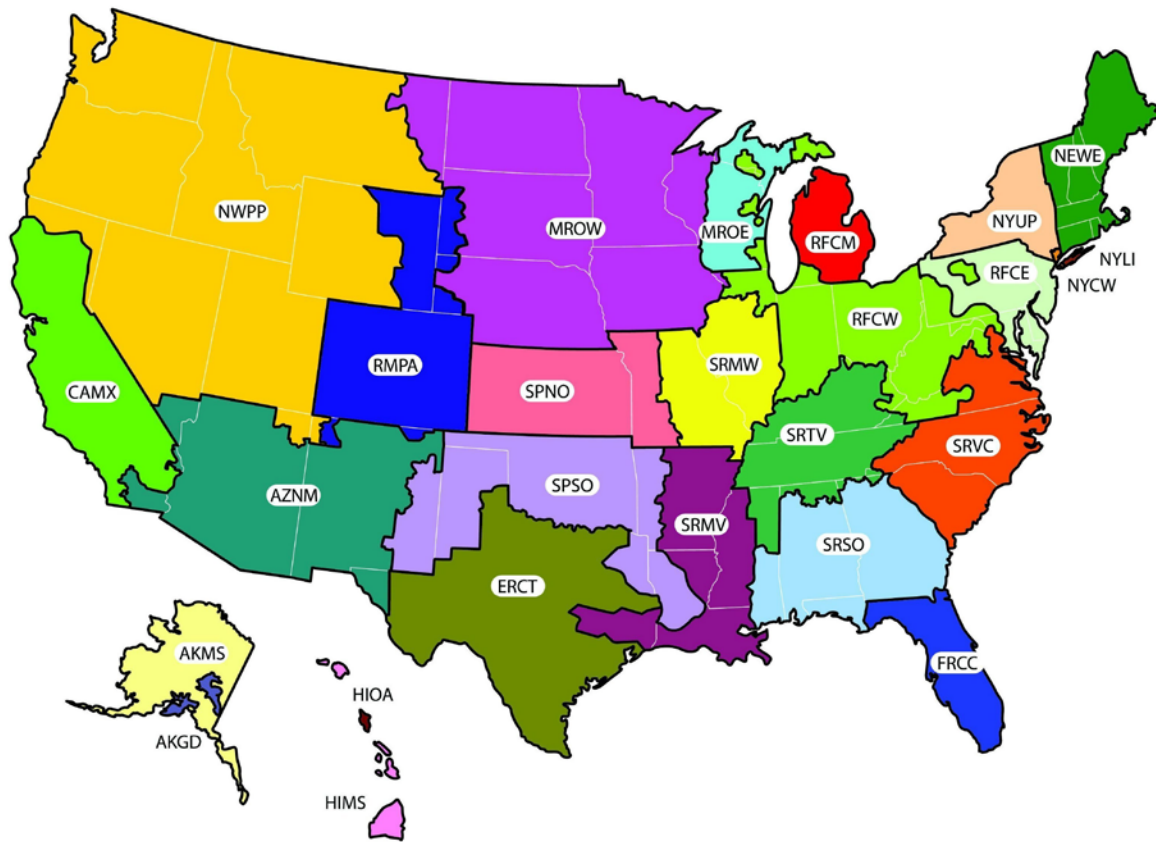 NEWE
NWPP
MROW
MROE
RFCM
NYUP
NYLI
RFCE
NYCW
RFCW
RMPA
SRMW
CAMX
SPNO
SRTV
SRVC
SPSO
AZNM
SRMV
SRSO
ERCT
AKMS
FRCC
HIOA
AKGD
HIMS